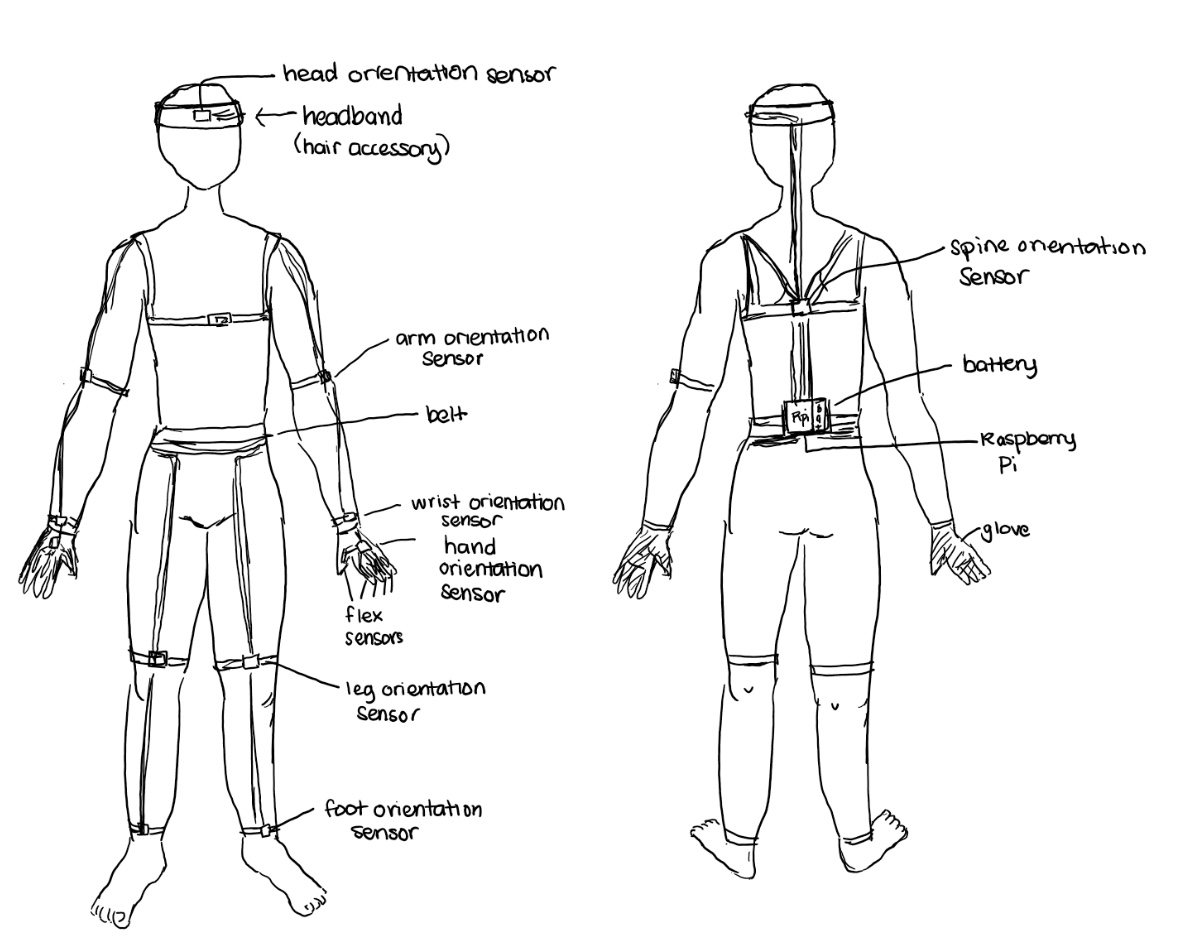 head orientation sensor
headband
(hair accessory)
arm orientation
sensor
belt
wrist orientation
sensor
hand
orientation
sensor
flex
sensors
leg orientation
sensor
foot orientation
sensor
spine orientation
sensor
battery
Rpi
Bat
Raspberry
Pi
glove